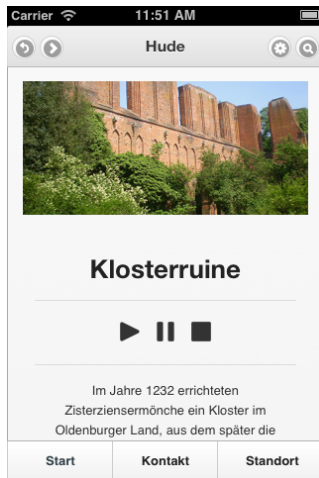 Carrier 11:51 AM
Hude
Klosterruine
Im Jahre 1232 errichteten
Zisterziensermönche ein Kloster im
Oldenburger Land, aus dem später die
Start Kontakt Standort